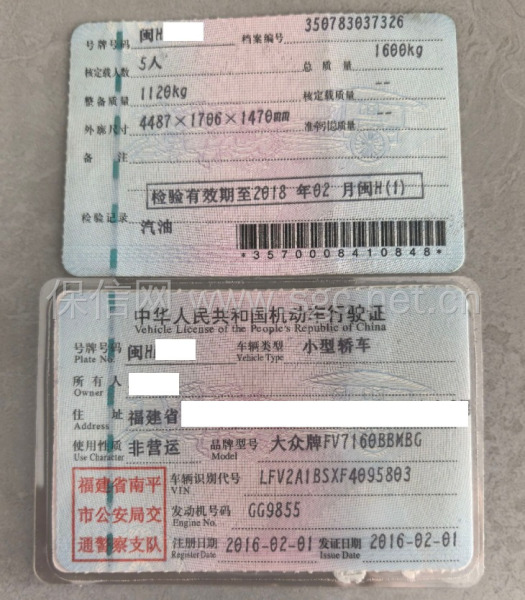 号牌号码 闽H 档案编号 350783037326
核定载人数 5人 总质量 1600kg
整备质量 1120kg 核定载质量 --
外廓尺寸 4487×1706×1470mm 准牵引总质量 --
备注
检验有效期至2018 年02 月闽H(1)
检验记录
汽油
*3570008410848*
保信网 www.s8c.net.cn
中华人民共和国机动车行驶证
Vehicle License of the People's Republic of China
号牌号码 闽H 车辆类型 小型轿车
Plate No. Vehicle Type
所有人
Owner
住址 福建省
Address
使用性质 非营运 品牌型号 大众牌FV7160BBMBG
Use Character Model
福建省南平
市公安局交
通警察支队
车辆识别代号 LFV2A1BSXF4095803
VIN
发动机号码 GG9855
Engine No.
注册日期 2016-02-01 发证日期 2016-02-01
Register Date Issue Date